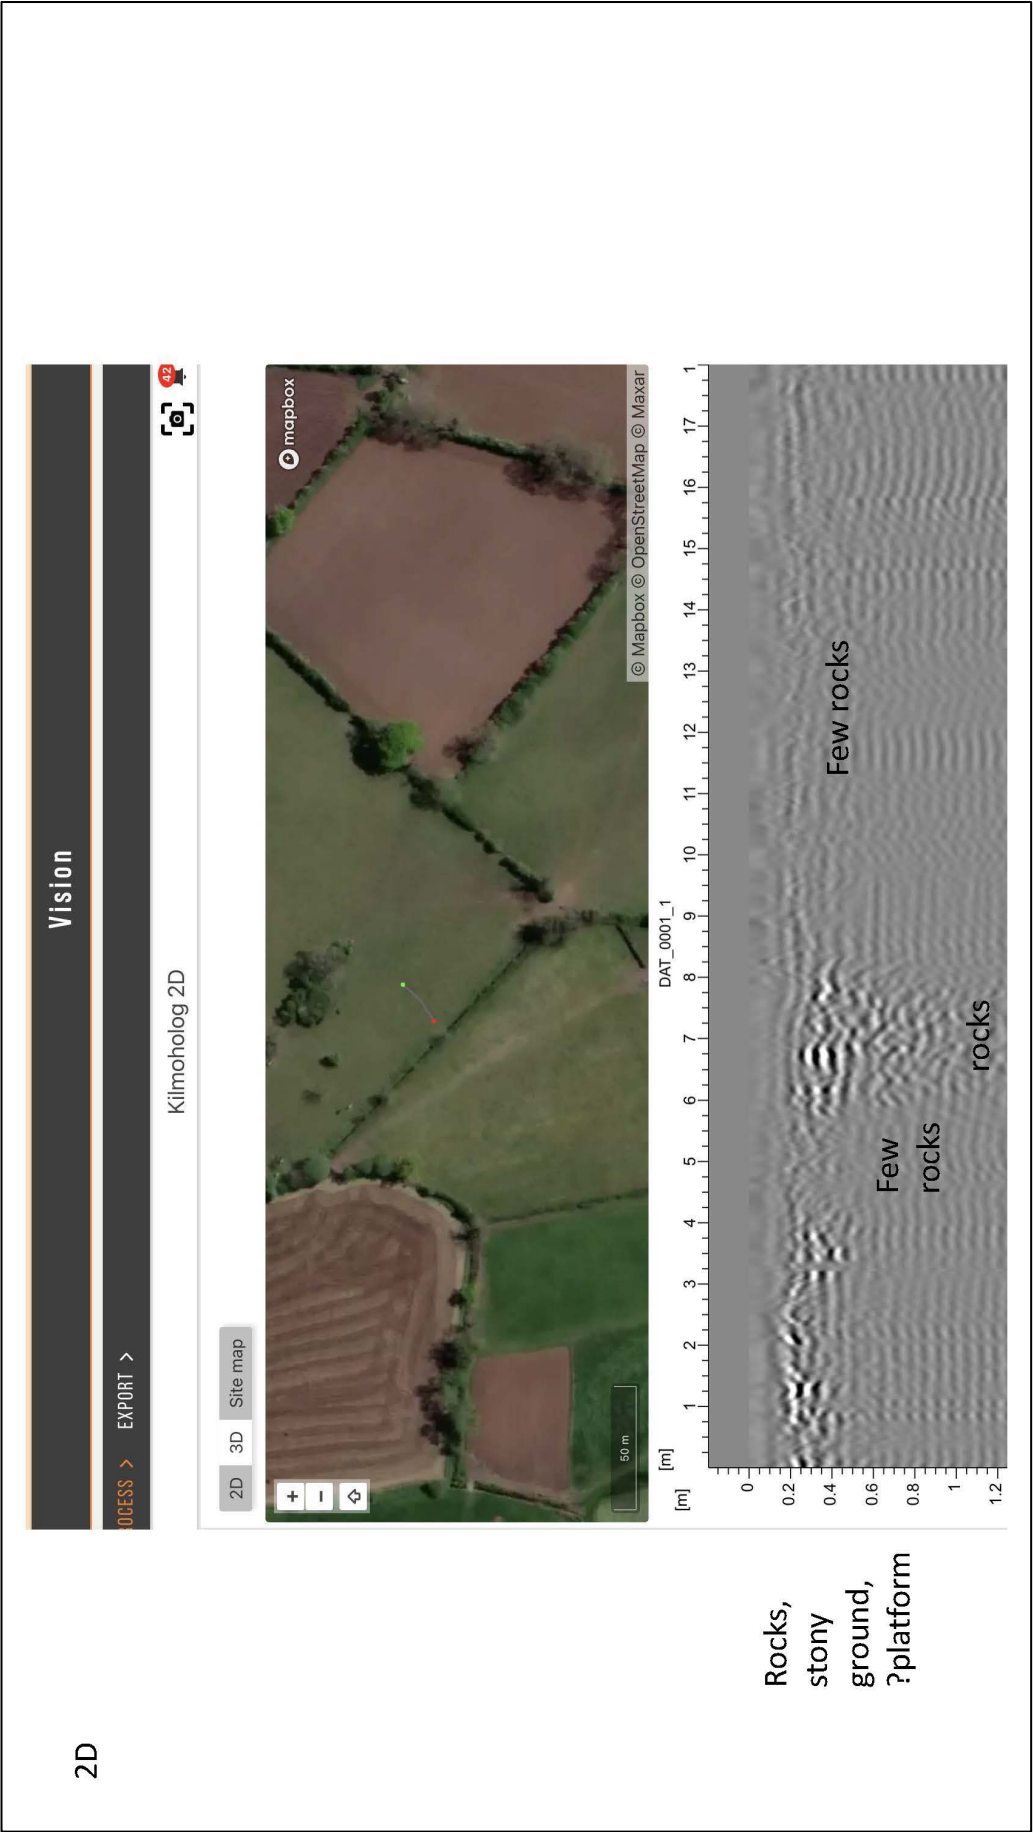 2D
Vision
OCESS > EXPORT >
Kilmoholog 2D
42
2D 3D Site map
+
−
mapbox
50 m
© Mapbox © OpenStreetMap © Maxar
DAT_0001_1
[m]
1 2 3 4 5 6 7 8 9 10 11 12 13 14 15 16 17 1
[m]
0
0.2
0.4
0.6
0.8
1
1.2
Rocks,
stony
ground,
?platform
Few
rocks
rocks
Few rocks